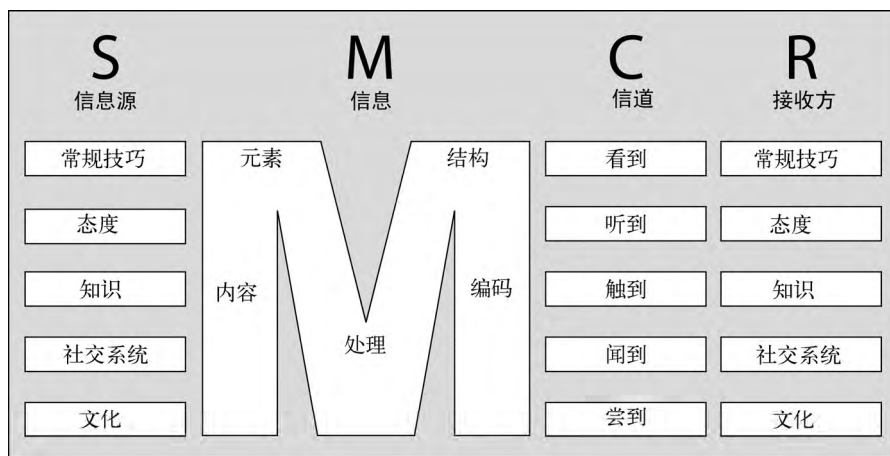 S
信息源
常规技巧
态度
知识
社交系统
文化
M
信息
元素
结构
内容
编码
处理
C
信道
看到
听到
触到
闻到
尝到
R
接收方
常规技巧
态度
知识
社交系统
文化